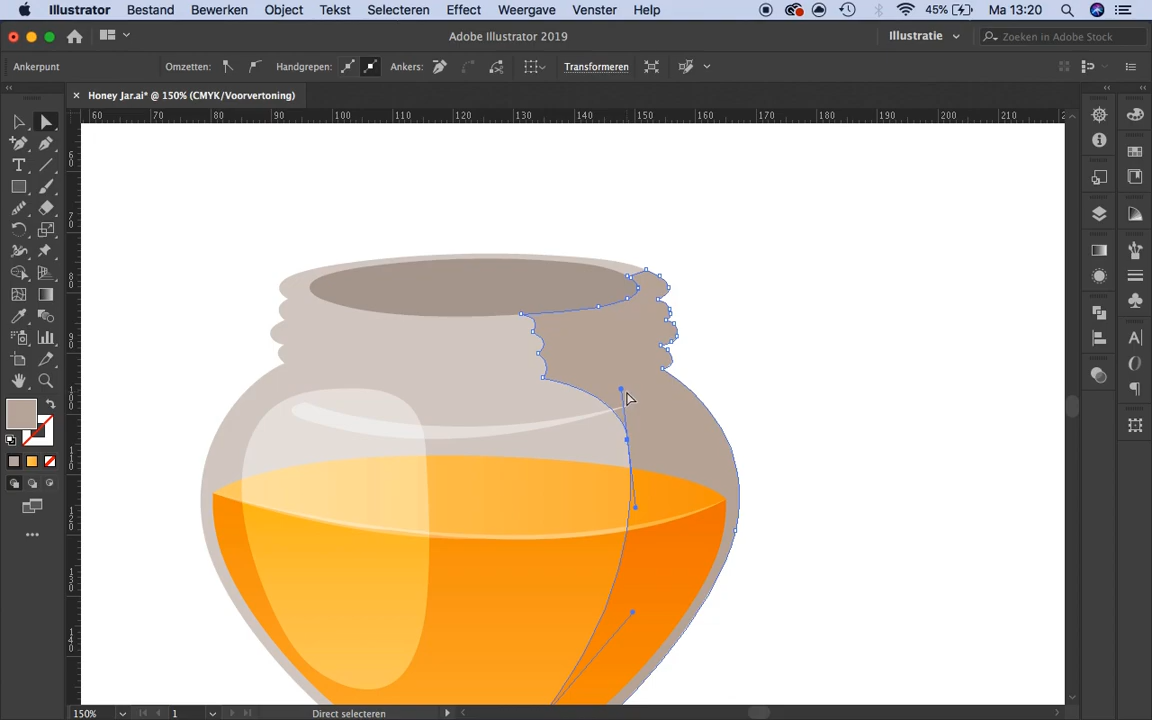 Illustrator Bestand Bewerken Object Tekst Selecteren Effect Weergave Venster Help 45% Ma 13:20
Adobe Illustrator 2019 Illustratie Zoeken in Adobe Stock
Ankerpunt Omzetten: Handgrepen: Ankers: Transformeren
Honey Jar.ai* @ 150% (CMYK/Voorvertoning)
60 70 80 90 100 110 120 130 140 150 160 170 180 190 200 210
150% 1 Direct selecteren